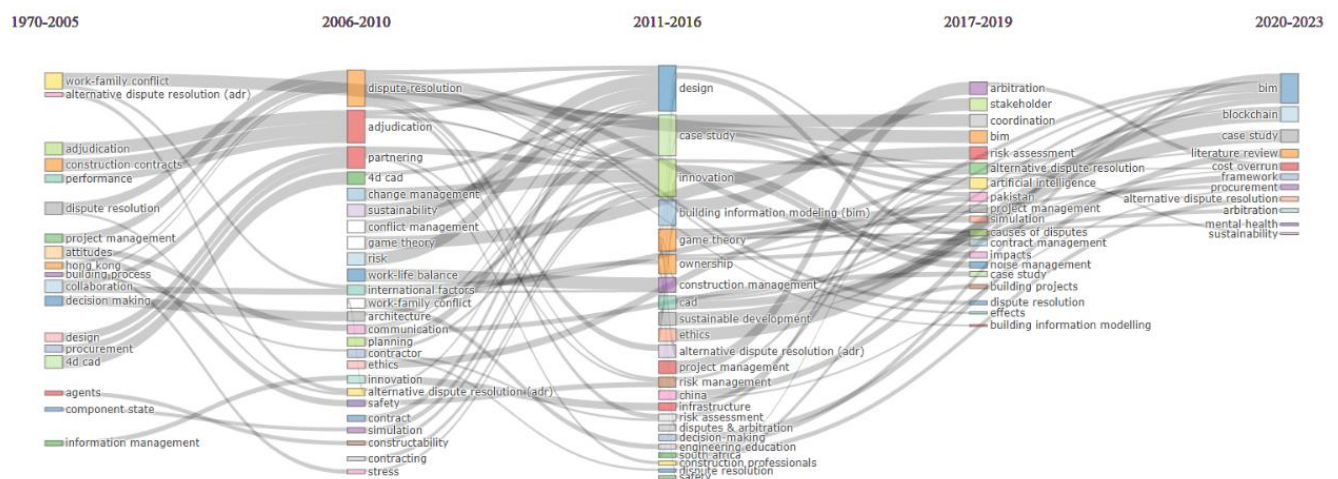 1970-2005
2006-2010
2011-2016
2017-2019
2020-2023
work-family conflict
alternative dispute resolution (adr)
adjudication
construction contracts
performance
dispute resolution
project management
attitudes
hong kong
building process
collaboration
decision making
design
procurement
4d cad
agents
component state
information management
dispute resolution
adjudication
partnering
4d cad
change management
sustainability
conflict management
game theory
risk
work-life balance
international factors
work-family conflict
architecture
communication
planning
contractor
ethics
innovation
alternative dispute resolution (adr)
safety
contract
simulation
constructability
contracting
stress
design
case study
innovation
building information modeling (bim)
game theory
ownership
construction management
cad
sustainable development
ethics
alternative dispute resolution (adr)
project management
risk management
china
infrastructure
risk assessment
disputes & arbitration
decision-making
engineering education
south africa
construction professionals
dispute resolution
safety
arbitration
stakeholder
coordination
bim
risk assessment
alternative dispute resolution
artificial intelligence
pakistan
project management
simulation
causes of disputes
contract management
impacts
noise management
case study
building projects
dispute resolution
effects
building information modelling
bim
blockchain
case study
literature review
cost overrun
framework
procurement
alternative dispute resolution
arbitration
mental health
sustainability